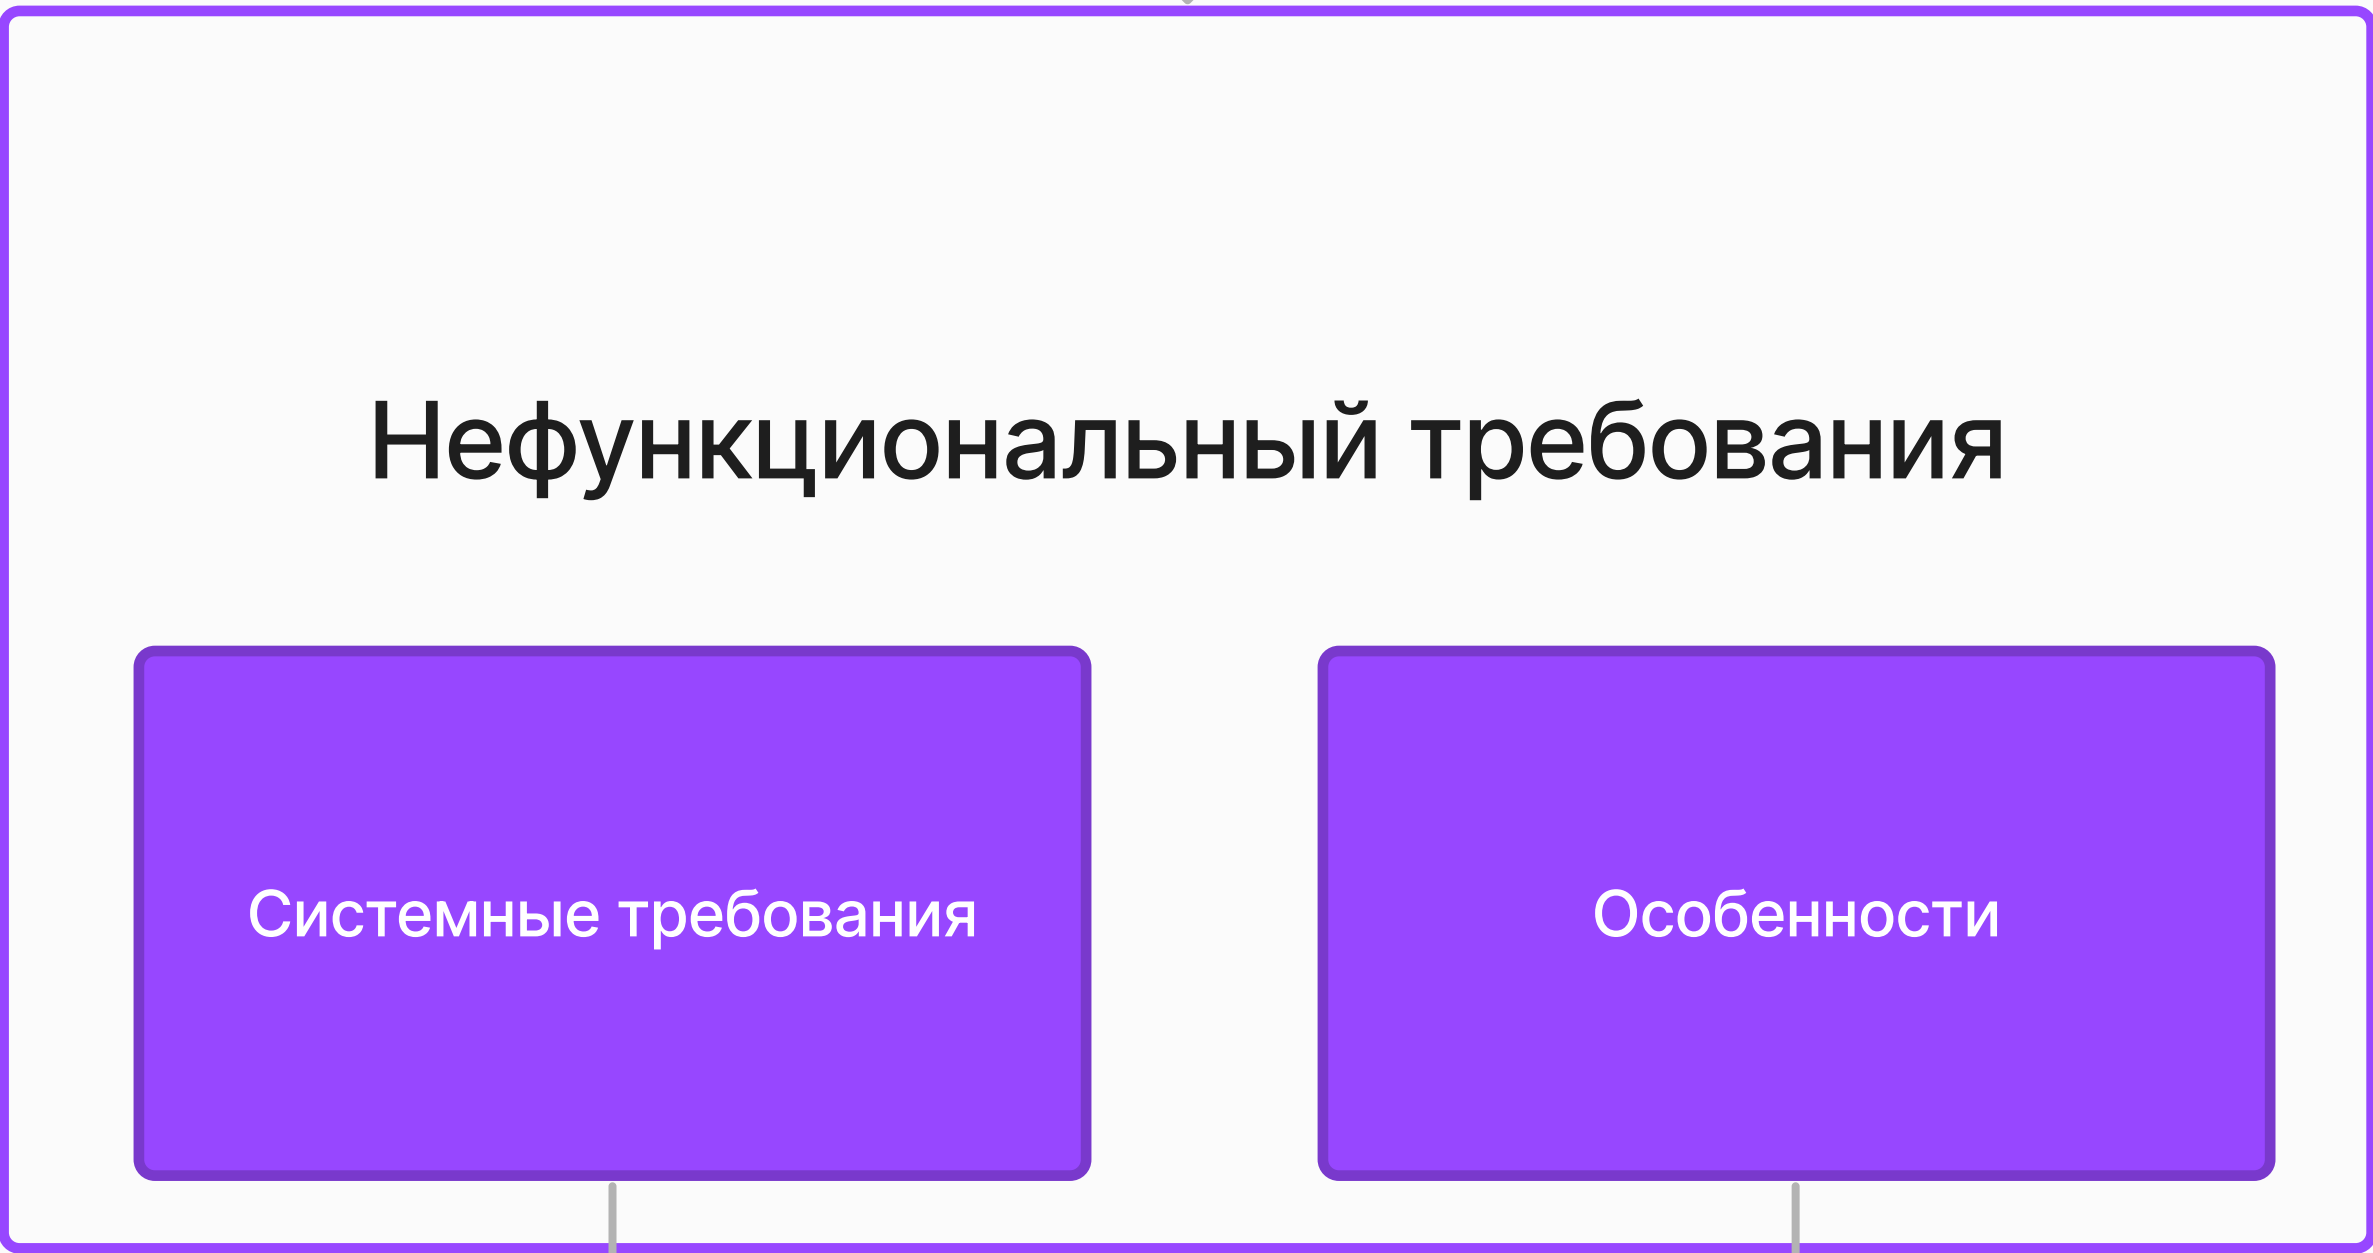 Нефункциональный требования
Системные требования
Особенности